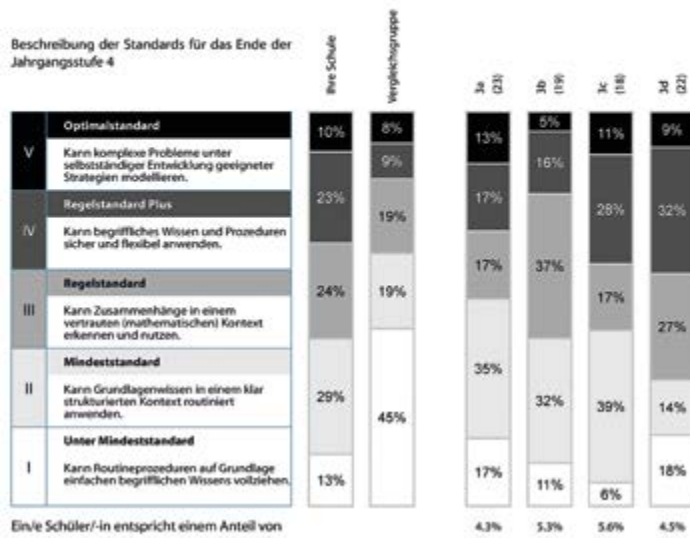 Beschreibung der Standards für das Ende der
Jahrgangsstufe 4
Ihre Schule
Vergleichsgruppe
3a
(23)
3b
(19)
3c
(18)
3d
(22)
V
Optimalstandard
Kann komplexe Probleme unter
selbstständiger Entwicklung geeigneter
Strategien modellieren.
IV
Regelstandard Plus
Kann begriffliches Wissen und Prozeduren
sicher und flexibel anwenden.
III
Regelstandard
Kann Zusammenhänge in einem
vertrauten (mathematischen) Kontext
erkennen und nutzen.
II
Mindeststandard
Kann Grundlagenwissen in einem klar
strukturierten Kontext routiniert
anwenden.
I
Unter Mindeststandard
Kann Routineprozeduren auf Grundlage
einfachen begrifflichen Wissens vollziehen.
10%
23%
24%
29%
13%
8%
9%
19%
19%
45%
13%
17%
17%
35%
17%
5%
16%
37%
32%
11%
11%
28%
17%
39%
6%
9%
32%
27%
14%
18%
Ein/e Schüler/-in entspricht einem Anteil von
4.3%
5.3%
5.6%
4.5%